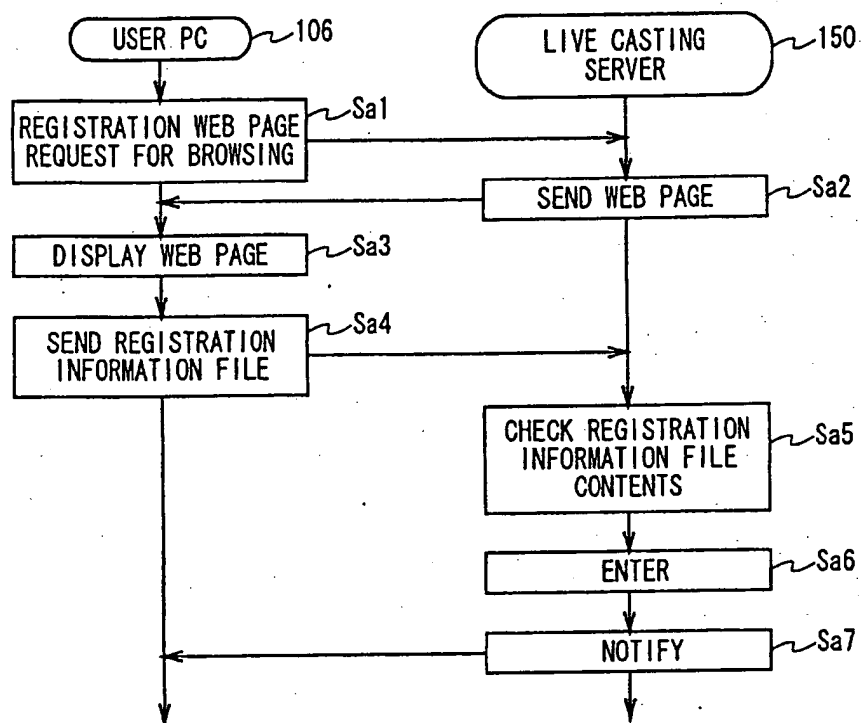 USER PC
106
LIVE CASTING
SERVER
150
REGISTRATION WEB PAGE
REQUEST FOR BROWSING
Sa1
SEND WEB PAGE
Sa2
DISPLAY WEB PAGE
Sa3
SEND REGISTRATION
INFORMATION FILE
Sa4
CHECK REGISTRATION
INFORMATION FILE
CONTENTS
Sa5
ENTER
Sa6
NOTIFY
Sa7